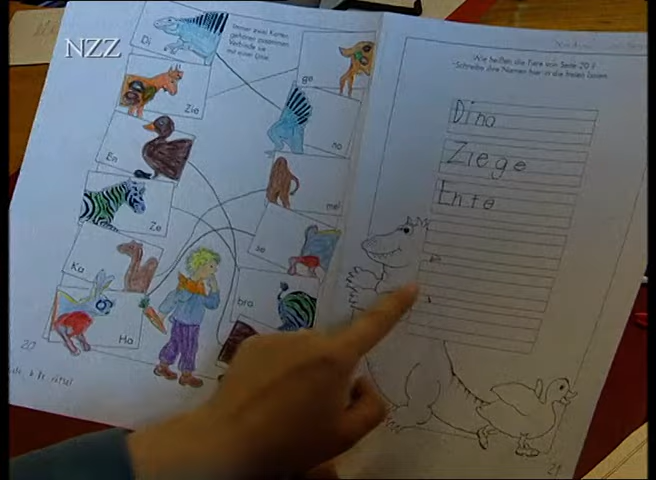 NZZ
Immer zwei Karten
gehören zusammen.
Verbinde sie
mit einer Linie.
Di
ge
Zie
no
En
mel
Ze
se
Ka
bra
Ha
20
Wie heißen die Tiere von Seite 20?
Schreibe ihre Namen hier in die freien Linien.
Dino
Ziege
Ente
21